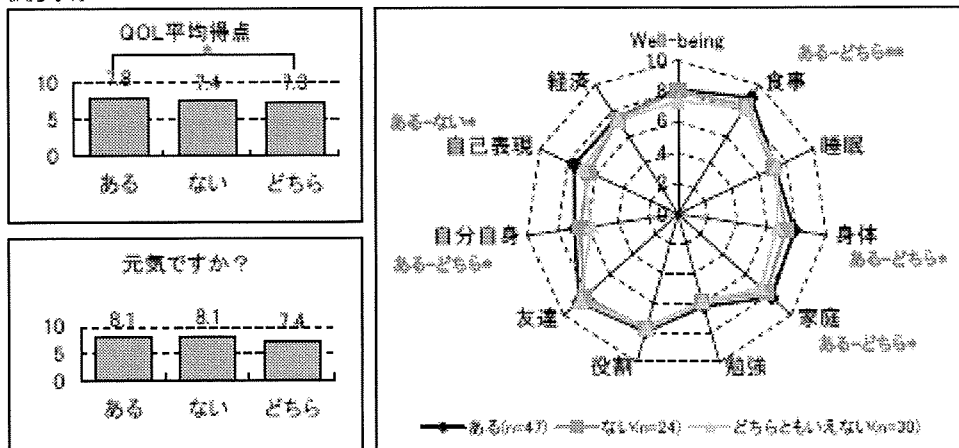 QOL平均得点
*
7.8 7.4 7.3
10
5
0
ある ない どちら
元気ですか？
8.1 8.1 7.4
10
5
0
ある ない どちら
Well-being
10
8
6
4
2
0
食事
ある-どちら**
睡眠
身体
ある-どちら*
家庭
ある-どちら*
勉強
役割
友達
自分自身
ある-どちら*
自己表現
ある-ない*
経済
ある(n=47) ない(n=24) どちらともいえない(n=30)